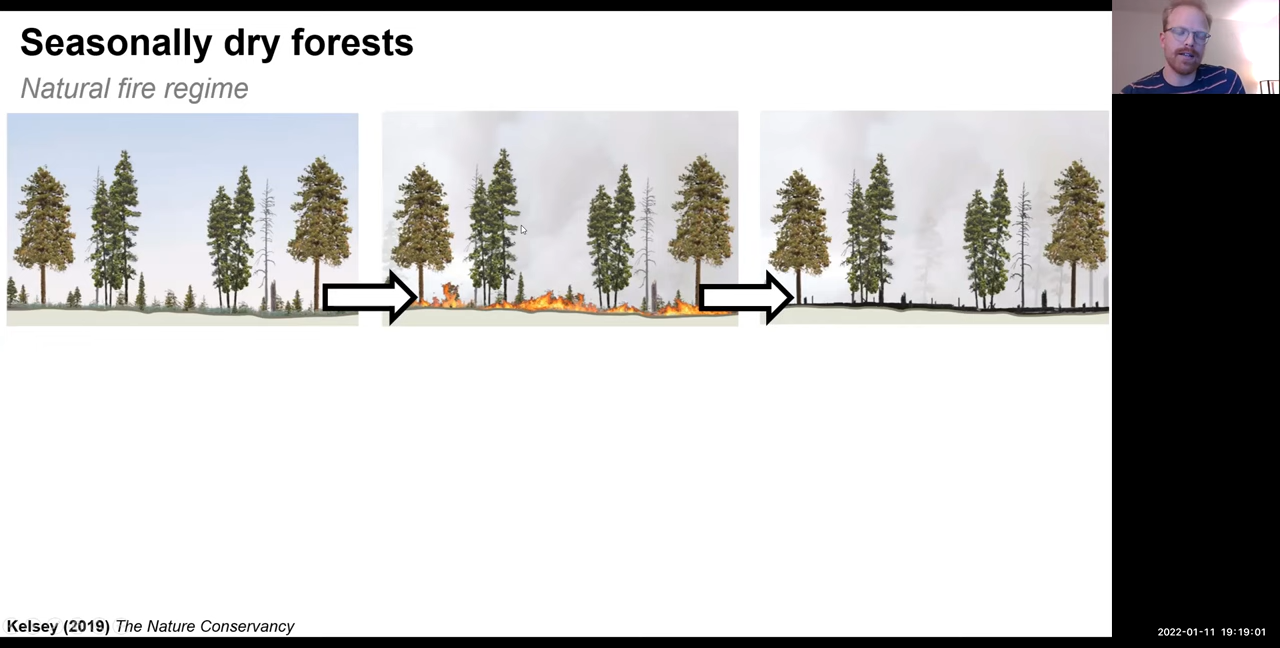 Seasonally dry forests
Natural fire regime
Kelsey (2019) The Nature Conservancy
2022-01-11 19:19:01